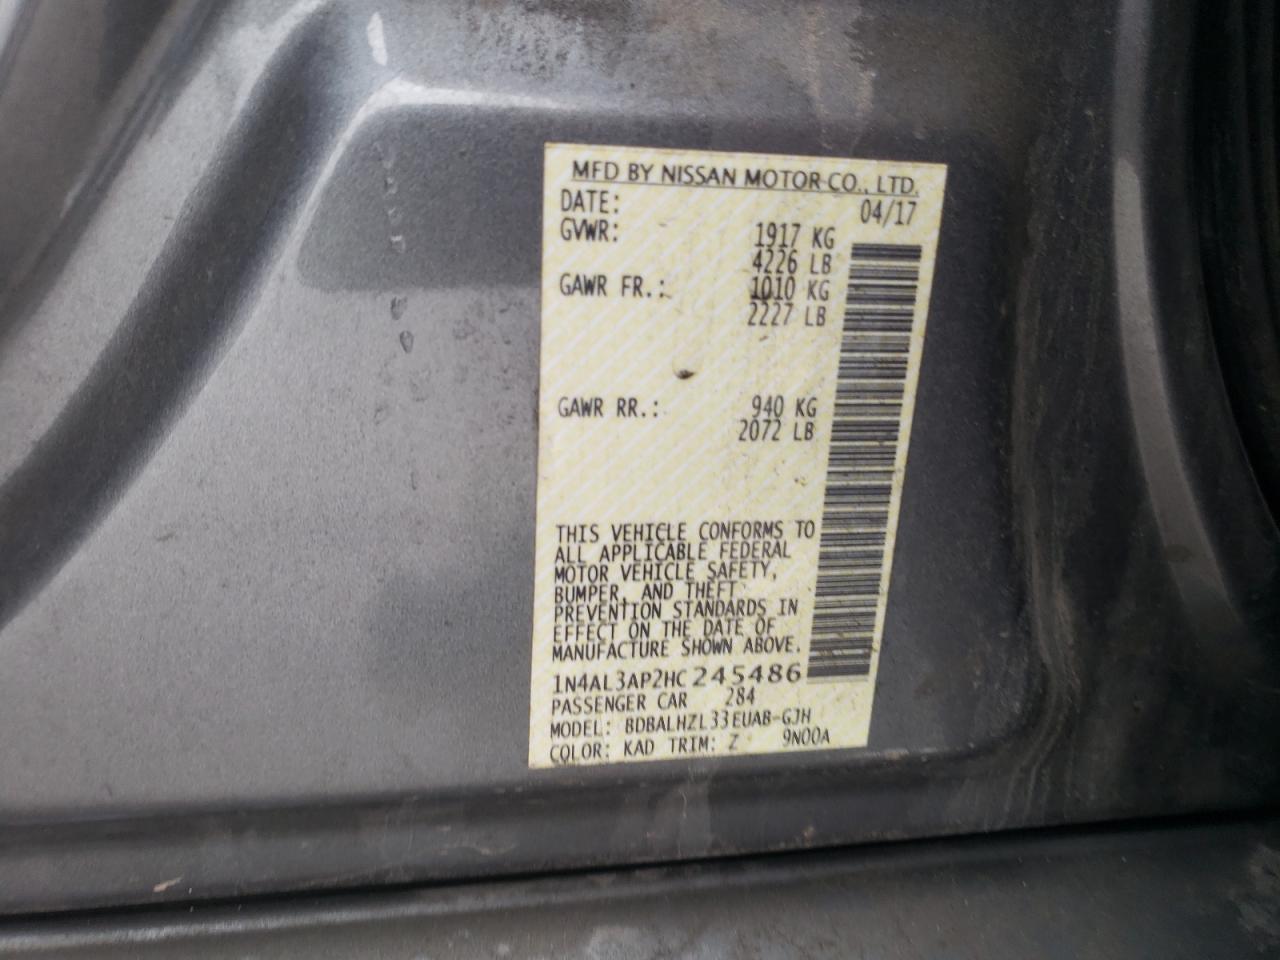 MFD BY NISSAN MOTOR CO., LTD.
DATE: 04/17
GVWR: 1917 KG
4226 LB
GAWR FR.: 1010 KG
2227 LB
GAWR RR.: 940 KG
2072 LB
THIS VEHICLE CONFORMS TO
ALL APPLICABLE FEDERAL
MOTOR VEHICLE SAFETY,
BUMPER, AND THEFT
PREVENTION STANDARDS IN
EFFECT ON THE DATE OF
MANUFACTURE SHOWN ABOVE.
1N4AL3AP2HC245486
PASSENGER CAR 284
MODEL: BDBALHZL33EUA8-GJH
COLOR: KAD TRIM: Z 9N00A